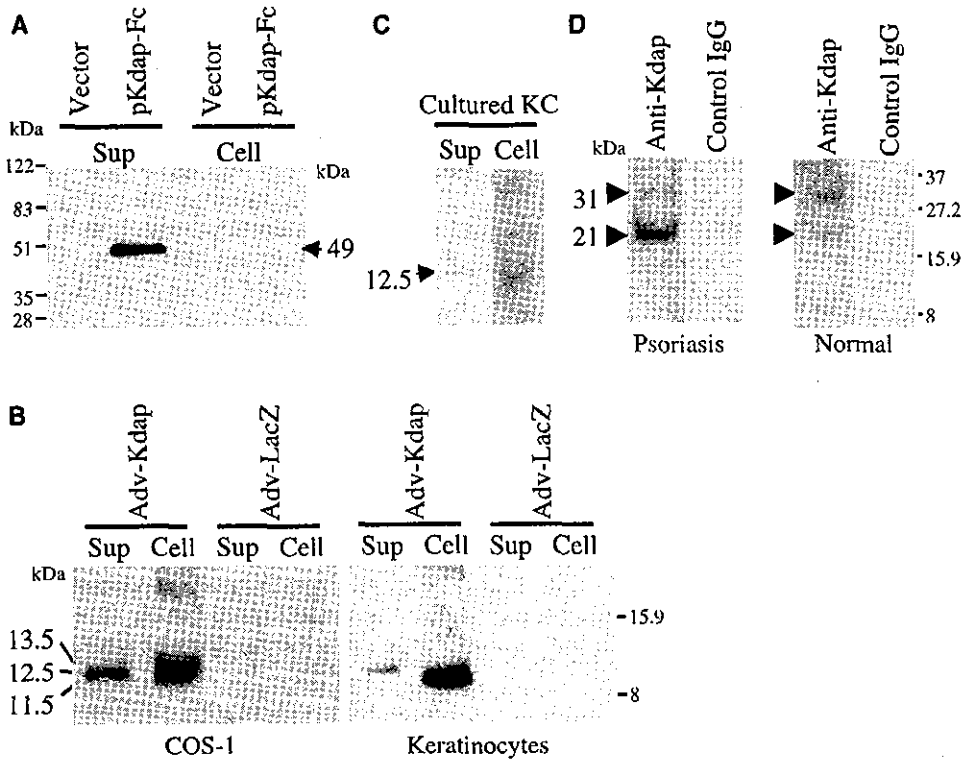 A
Vector
pKdap-Fc
Vector
pKdap-Fc
kDa
Sup
Cell
122
83
51
35
28
kDa
49
C
Cultured KC
Sup Cell
12.5
D
Anti-Kdap
Control IgG
Anti-Kdap
Control IgG
kDa
31
21
37
27.2
15.9
8
Psoriasis
Normal
B
Adv-Kdap
Adv-LacZ
Adv-Kdap
Adv-LacZ
Sup Cell Sup Cell
Sup Cell Sup Cell
kDa
13.5
12.5
11.5
15.9
8
COS-1
Keratinocytes